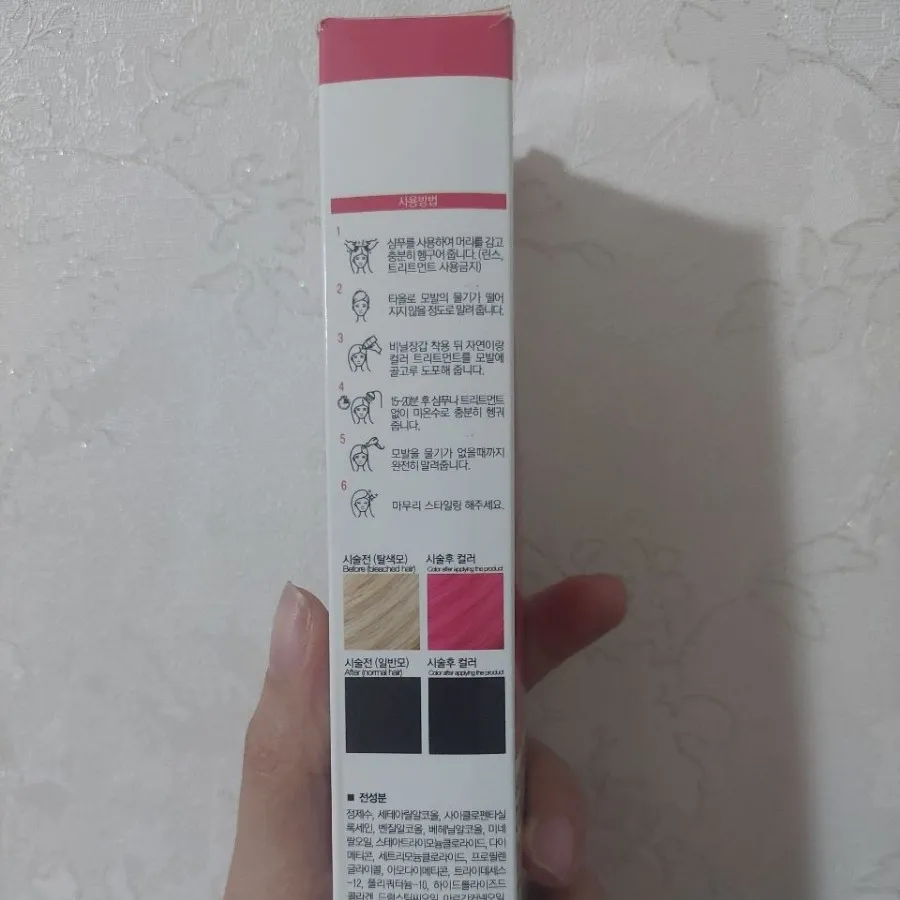 사용방법
1
샴푸를 사용하여 머리를 감고
충분히 헹구어 줍니다. (린스,
트리트먼트 사용금지)
2
타올로 모발의 물기가 떨어
지지 않을 정도로 말려 줍니다.
3
비닐장갑 착용 뒤 자연이랑
컬러 트리트먼트를 모발에
골고루 도포해 줍니다.
4
15~20분 후 샴푸나 트리트먼트
없이 미온수로 충분히 헹궈
줍니다.
5
모발을 물기가 없을때까지
완전히 말려줍니다.
6
마무리 스타일링 해주세요.
시술전 (탈색모) 시술후 컬러
Before (bleached hair) Color after applying the product
시술전 (일반모) 시술후 컬러
After (normal hair) Color after applying the product
■ 전성분
정제수, 세테아릴알코올, 사이클로펜타실
록세인, 벤질알코올, 베헤닐알코올, 미네
랄오일, 스테아트라이모늄클로라이드, 다이
메티콘, 세트리모늄클로라이드, 프로필렌
글라이콜, 아모다이메티콘, 트라이데세스
-12, 폴리쿼터늄-10, 하이드롤라이즈드
콜라겐,